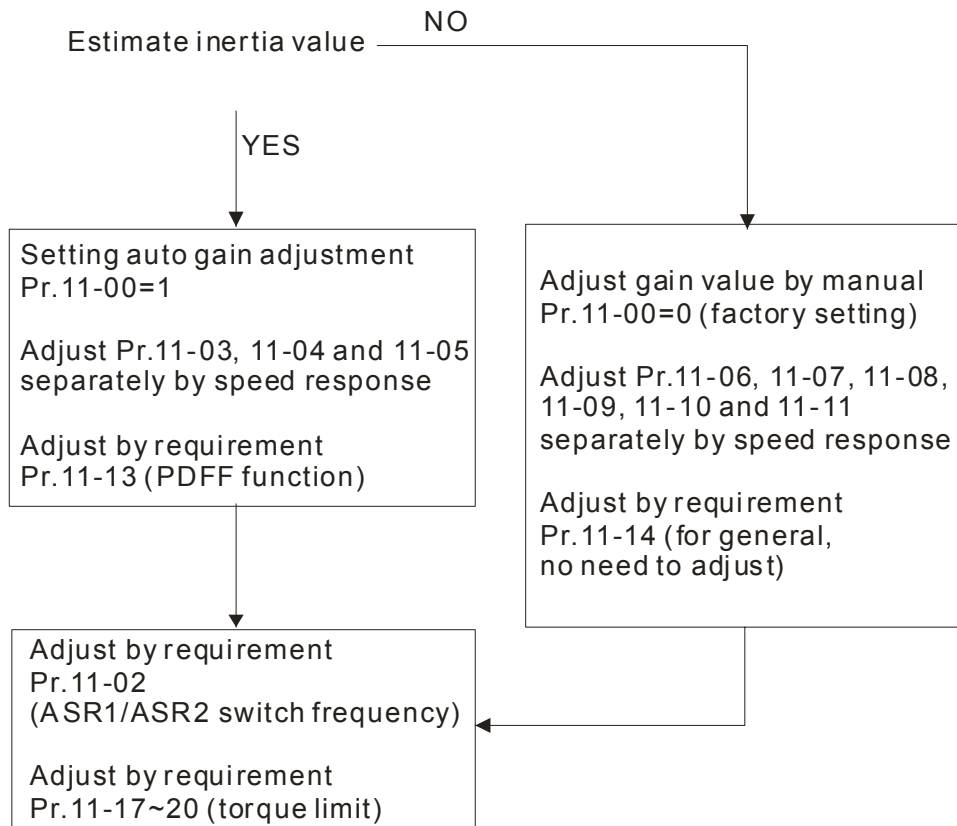 NO
Estimate inertia value
YES
Setting auto gain adjustment
Pr.11-00=1
Adjust Pr.11-03, 11-04 and 11-05
separately by speed response
Adjust by requirement
Pr.11-13 (PDFF function)
Adjust gain value by manual
Pr.11-00=0 (factory setting)
Adjust Pr.11-06, 11-07, 11-08,
11-09, 11-10 and 11-11
separately by speed response
Adjust by requirement
Pr.11-14 (for general,
no need to adjust)
Adjust by requirement
Pr.11-02
(ASR1/ASR2 switch frequency)
Adjust by requirement
Pr.11-17~20 (torque limit)